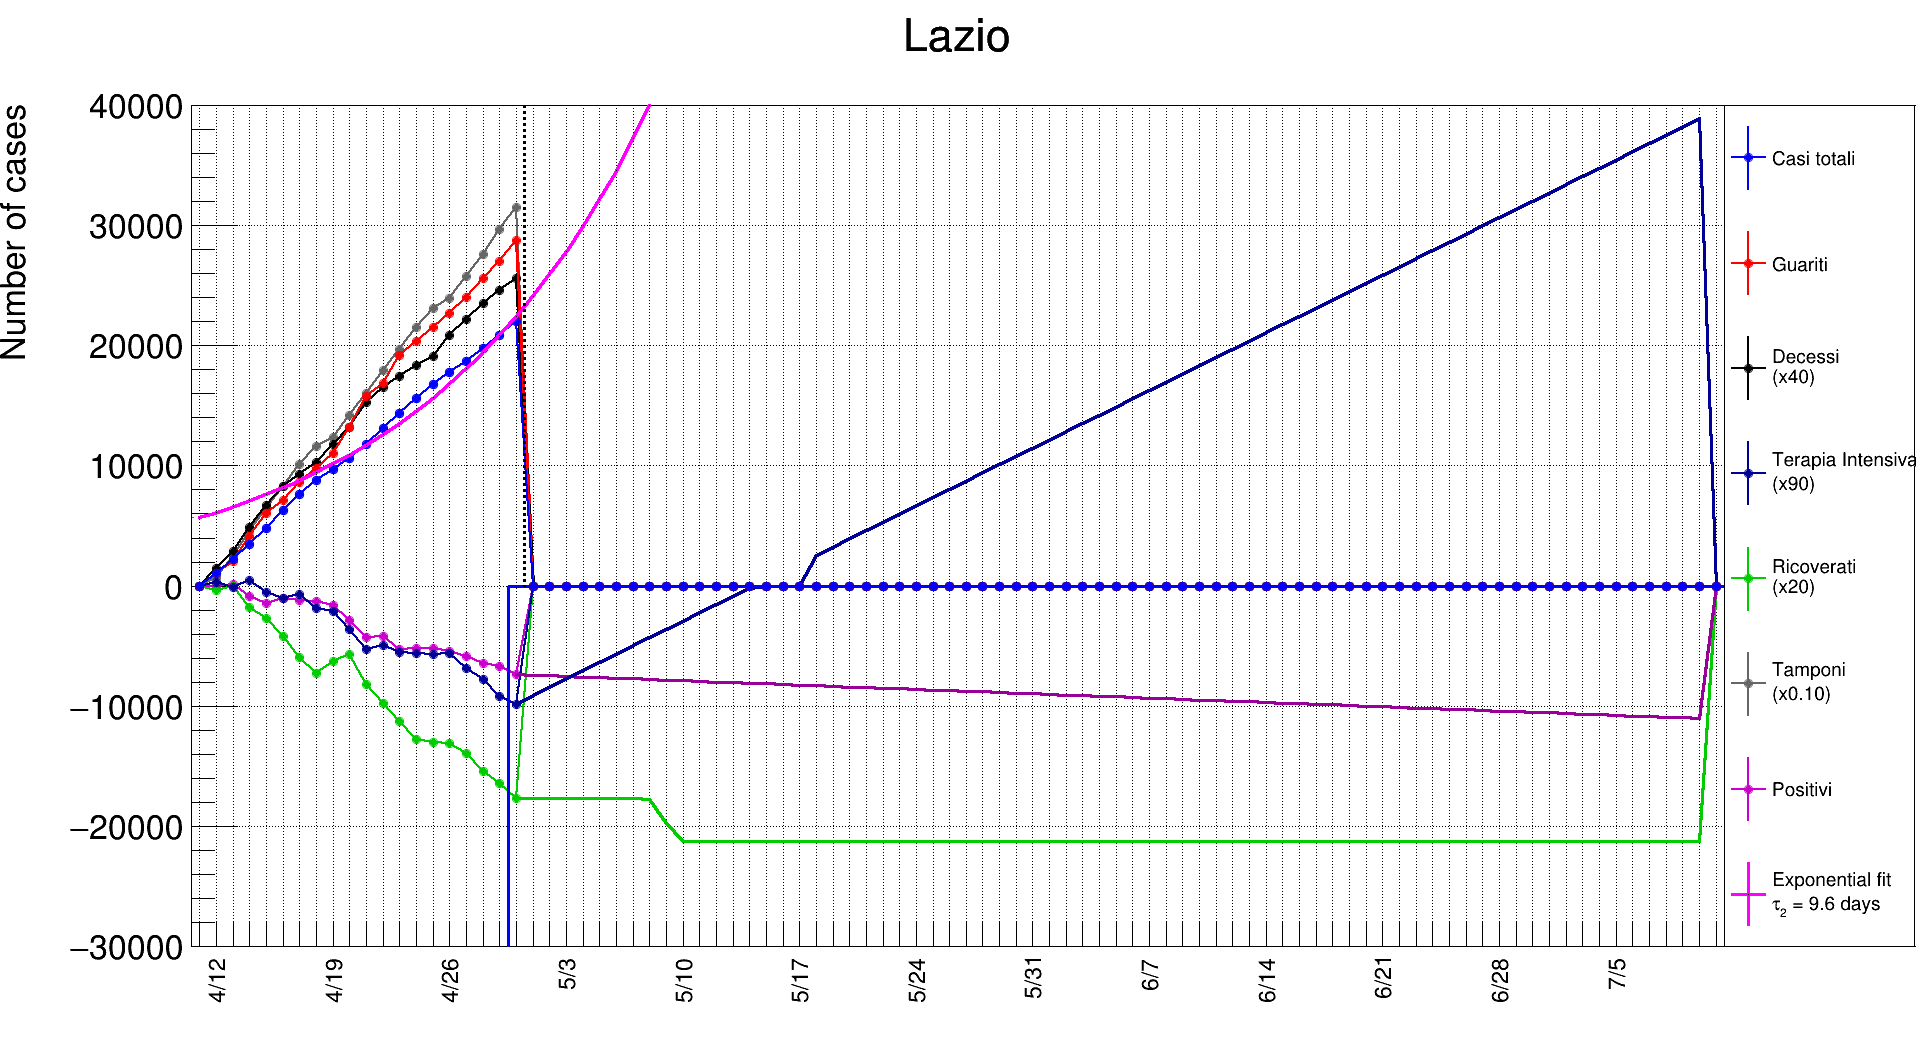 Lazio
Number of cases
40000
30000
20000
10000
0
−10000
−20000
−30000
4/12
4/19
4/26
5/3
5/10
5/17
5/24
5/31
6/7
6/14
6/21
6/28
7/5
Casi totali
Guariti
Decessi
(x40)
Terapia Intensiva
(x90)
Ricoverati
(x20)
Tamponi
(x0.10)
Positivi
Exponential fit
τ2 = 9.6 days